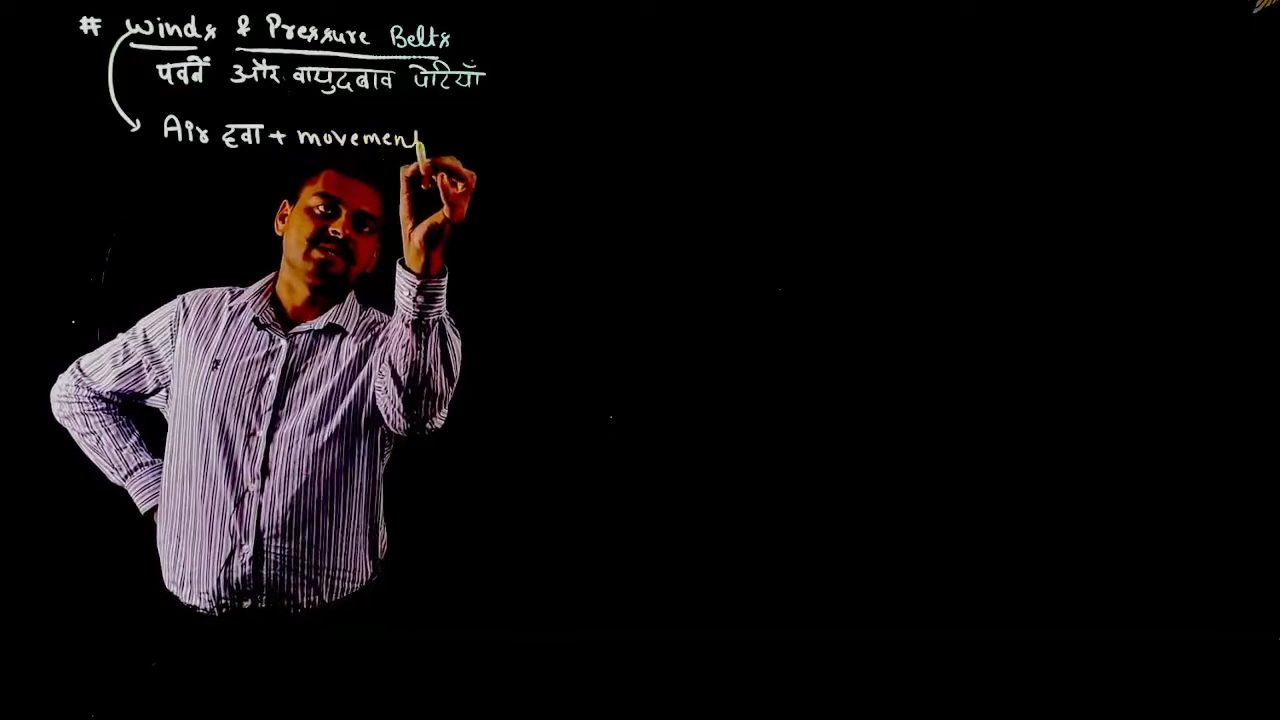 # Winds & Pressure Belts
पवनें और वायुदबाव पेटियाँ
Air हवा + movement